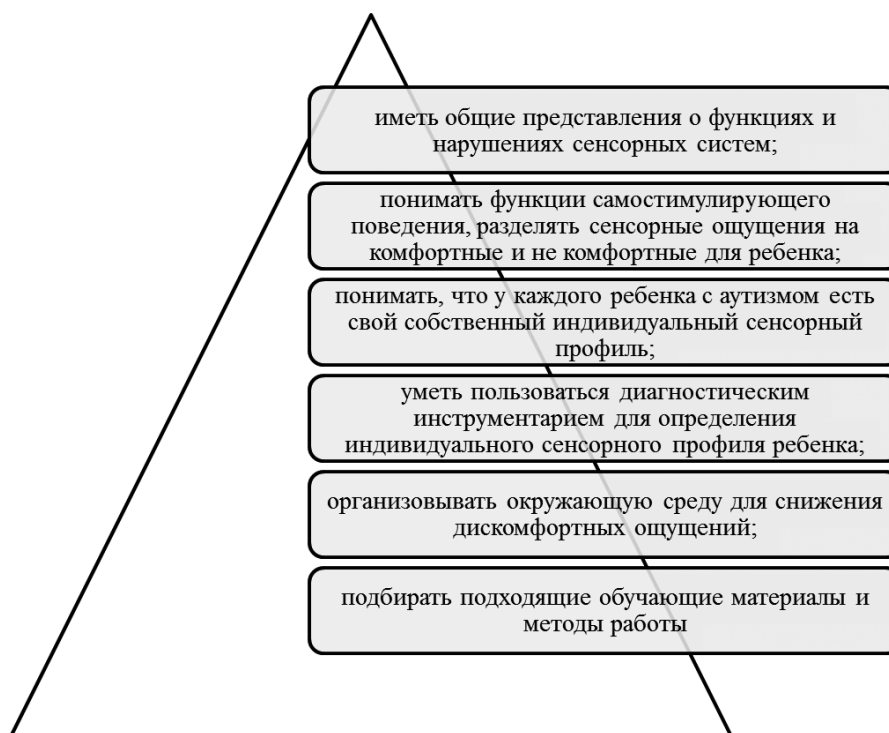 иметь общие представления о функциях и
нарушениях сенсорных систем;
понимать функции самостимулирующего
поведения, разделять сенсорные ощущения на
комфортные и не комфортные для ребенка;
понимать, что у каждого ребенка с аутизмом есть
свой собственный индивидуальный сенсорный
профиль;
уметь пользоваться диагностическим
инструментарием для определения
индивидуального сенсорного профиля ребенка;
организовывать окружающую среду для снижения
дискомфортных ощущений;
подбирать подходящие обучающие материалы и
методы работы